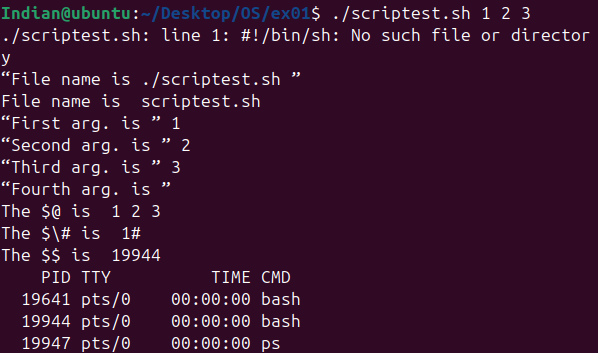 Indian@ubuntu:~/Desktop/OS/ex01$ ./scriptest.sh 1 2 3
./scriptest.sh: line 1: #!/bin/sh: No such file or director
y
“File name is ./scriptest.sh ”
File name is  scriptest.sh
“First arg. is ” 1
“Second arg. is ” 2
“Third arg. is ” 3
“Fourth arg. is ”
The $@ is  1 2 3
The $\# is  1#
The $$ is  19944
    PID TTY          TIME CMD
  19641 pts/0    00:00:00 bash
  19944 pts/0    00:00:00 bash
  19947 pts/0    00:00:00 ps